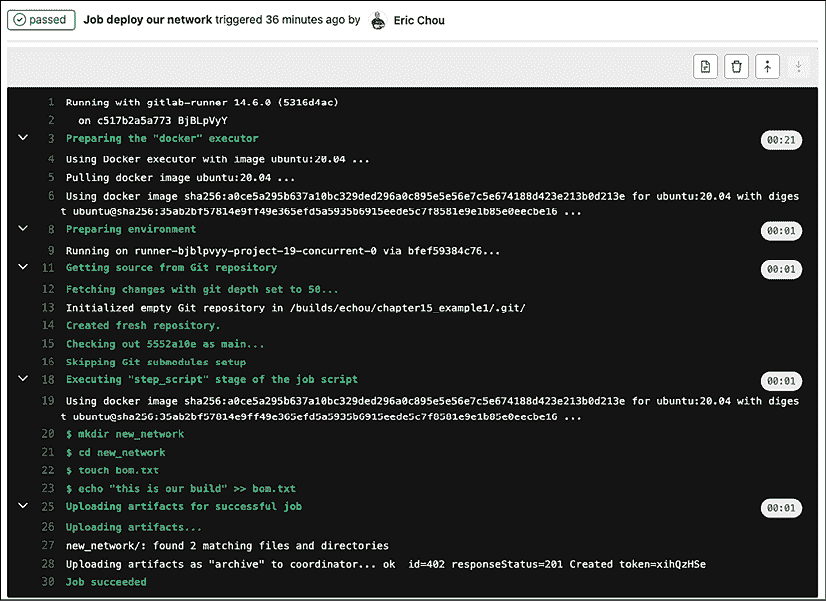 passed Job deploy our network triggered 36 minutes ago by Eric Chou
1 Running with gitlab-runner 14.6.0 (5316d4ac)
2 on c517b2a5a773 BjBLpVyY
3 Preparing the "docker" executor 00:21
4 Using Docker executor with image ubuntu:20.04 ...
5 Pulling docker image ubuntu:20.04 ...
6 Using docker image sha256:a0ce5a295b637a10bc329ded296a0c895e5e56e7c5e674188d423e213b0d213e for ubuntu:20.04 with diges
t ubuntu@sha256:35ab2bf57814e9ff49e365efd5a5935b6915eede5c7f8581e9e1b85e0eecbe16 ...
8 Preparing environment 00:01
9 Running on runner-bjblpvyy-project-19-concurrent-0 via bfef59384c76...
11 Getting source from Git repository 00:01
12 Fetching changes with git depth set to 50...
13 Initialized empty Git repository in /builds/echou/chapter15_example1/.git/
14 Created fresh repository.
15 Checking out 5552a10e as main...
16 Skipping Git submodules setup
18 Executing "step_script" stage of the job script 00:01
19 Using docker image sha256:a0ce5a295b637a10bc329ded296a0c895e5e56e7c5e674188d423e213b0d213e for ubuntu:20.04 with diges
t ubuntu@sha256:35ab2bf57814e9ff49e365efd5a5935b6915eede5c7f8581e9e1b85e0eecbe16 ...
20 $ mkdir new_network
21 $ cd new_network
22 $ touch bom.txt
23 $ echo "this is our build" >> bom.txt
25 Uploading artifacts for successful job 00:01
26 Uploading artifacts...
27 new_network/: found 2 matching files and directories
28 Uploading artifacts as "archive" to coordinator... ok id=402 responseStatus=201 Created token=xihQzHSe
30 Job succeeded